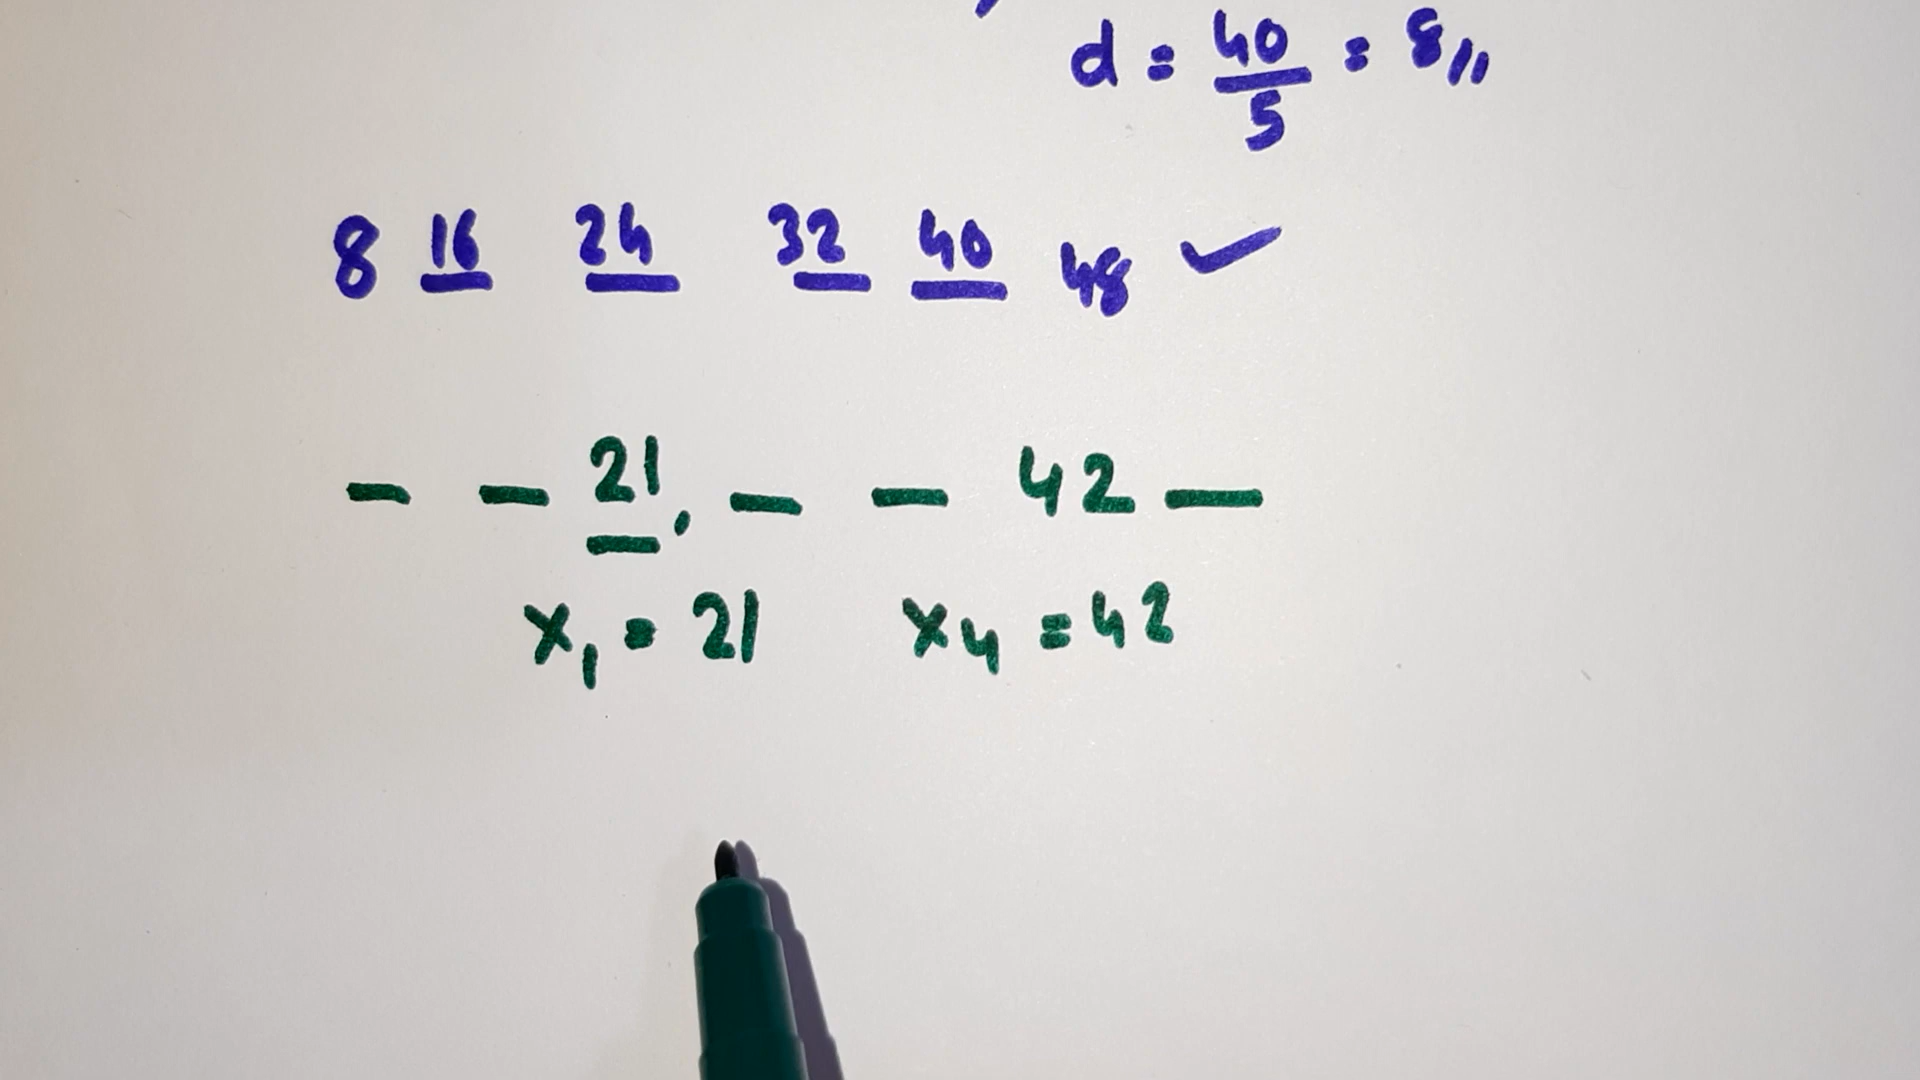 d = 40/5 = 8,,
8 16 24 32 40 48 ✓
_ _ 21, _ _ 42 _
x₁ = 21 x₄ = 42